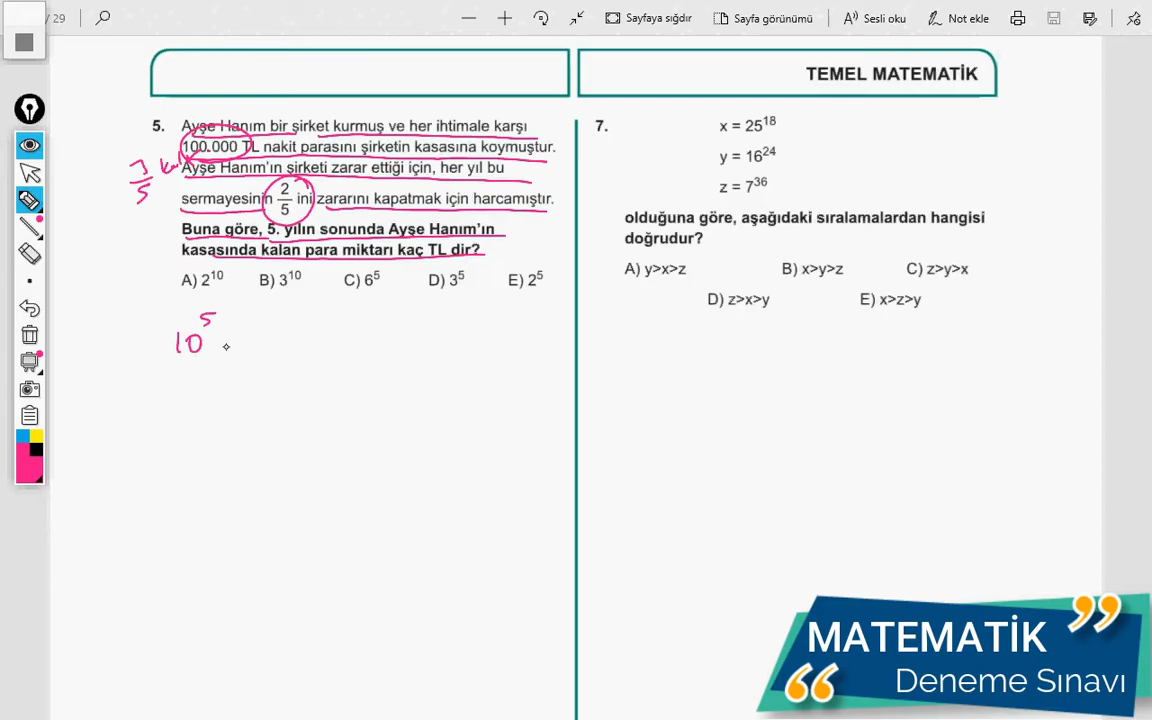 / 29
Sayfaya sığdır
Sayfa görünümü
Sesli oku
Not ekle
TEMEL MATEMATİK
5. Ayşe Hanım bir şirket kurmuş ve her ihtimale karşı
100.000 TL nakit parasını şirketin kasasına koymuştur.
Ayşe Hanım'ın şirketi zarar ettiği için, her yıl bu
sermayesinin 2/5 ini zararını kapatmak için harcamıştır.
Buna göre, 5. yılın sonunda Ayşe Hanım'ın
kasasında kalan para miktarı kaç TL dir?
A) 2^10 B) 3^10 C) 6^5 D) 3^5 E) 2^5
3/5
10^5
7. x = 25^18
y = 16^24
z = 7^36
olduğuna göre, aşağıdaki sıralamalardan hangisi
doğrudur?
A) y>x>z B) x>y>z C) z>y>x
D) z>x>y E) x>z>y
MATEMATİK
Deneme Sınavı